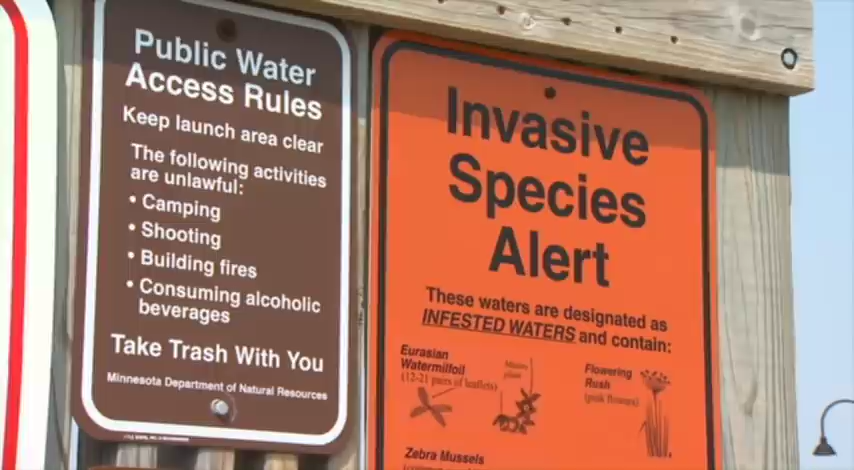 Public Water
Access Rules
Keep launch area clear
The following activities
are unlawful:
• Camping
• Shooting
• Building fires
• Consuming alcoholic
beverages
Take Trash With You
Minnesota Department of Natural Resources
Invasive
Species
Alert
These waters are designated as
INFESTED WATERS and contain:
Eurasian
Watermilfoil
(12-21 pairs of leaflets)
Flowering
Rush
(pink flowers)
Zebra Mussels